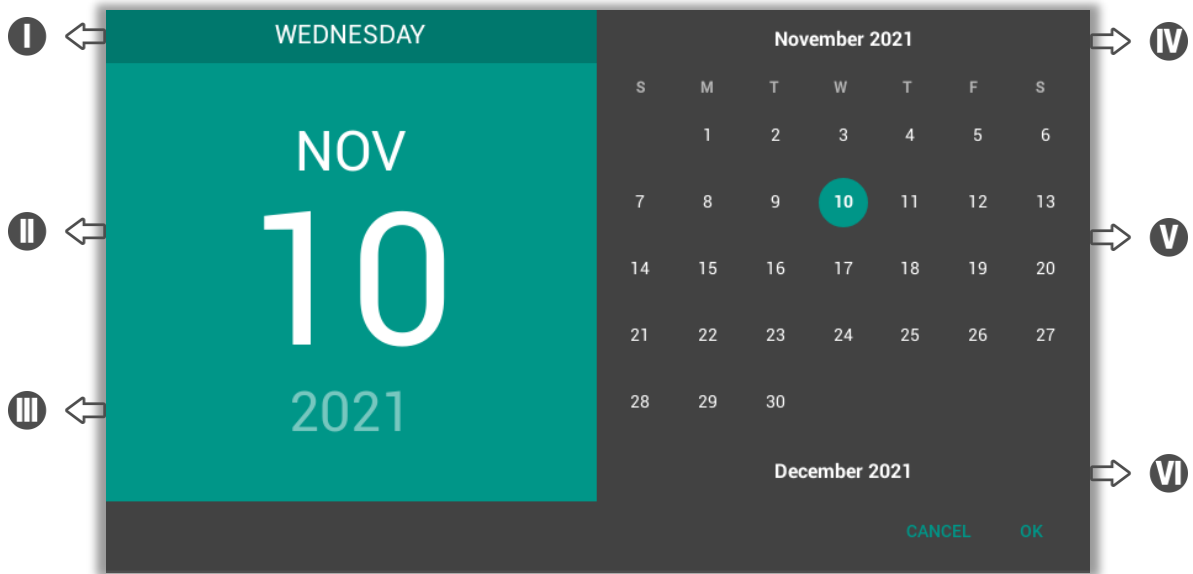 I
WEDNESDAY
NOV
II
10
III
2021
November 2021
IV
S M T W T F S
1 2 3 4 5 6
7 8 9 10 11 12 13
V
14 15 16 17 18 19 20
21 22 23 24 25 26 27
28 29 30
December 2021
VI
CANCEL OK